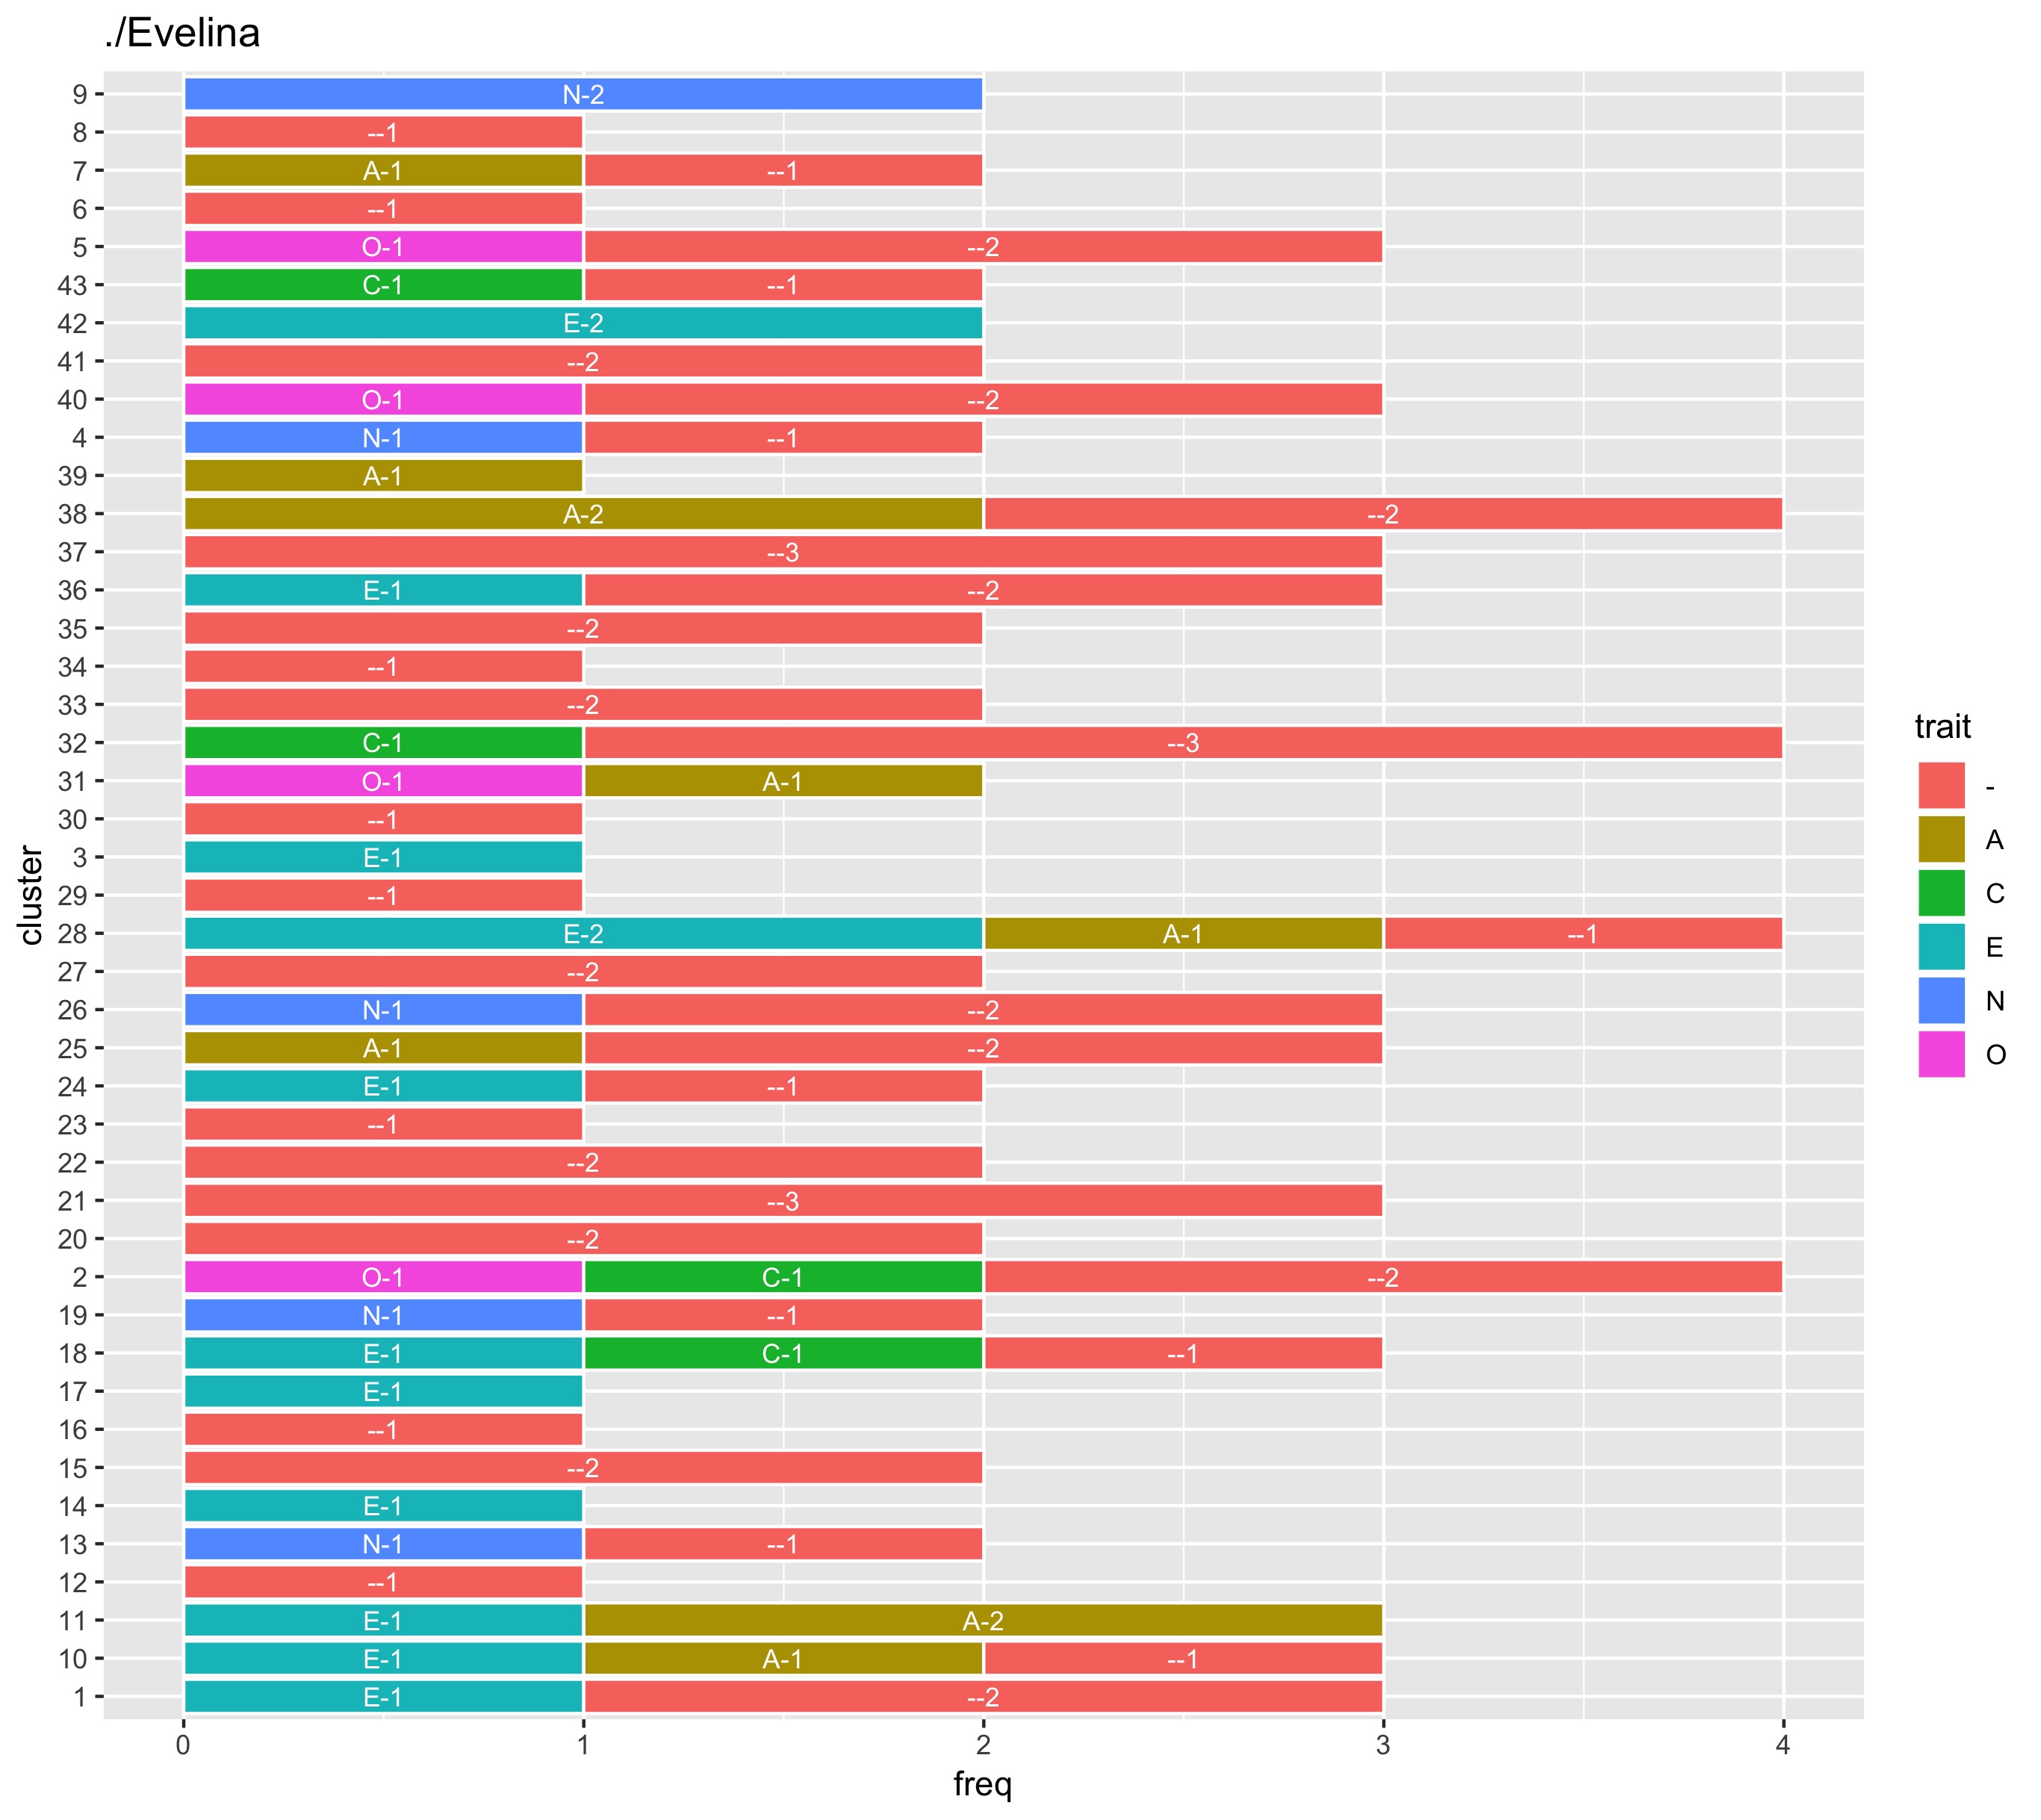 ./Evelina
9 N-2
8 --1
7 A-1 --1
6 --1
5 O-1 --2
43 C-1 --1
42 E-2
41 --2
40 O-1 --2
4 N-1 --1
39 A-1
38 A-2 --2
37 --3
36 E-1 --2
35 --2
34 --1
33 --2
32 C-1 --3
31 O-1 A-1
30 --1
3 E-1
29 --1
28 E-2 A-1 --1
27 --2
26 N-1 --2
25 A-1 --2
24 E-1 --1
23 --1
22 --2
21 --3
20 --2
2 O-1 C-1 --2
19 N-1 --1
18 E-1 C-1 --1
17 E-1
16 --1
15 --2
14 E-1
13 N-1 --1
12 --1
11 E-1 A-2
10 E-1 A-1 --1
1 E-1 --2
0 1 2 3 4
freq
cluster
trait
-
A
C
E
N
O